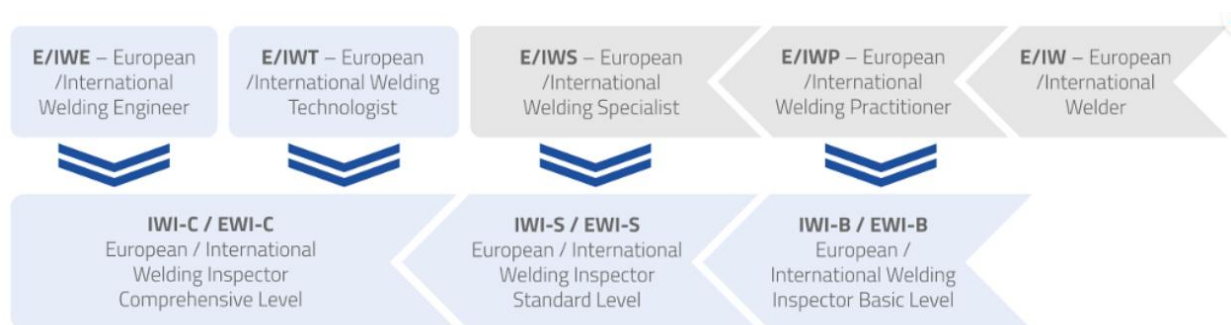 E/IWE – European
/International
Welding Engineer
E/IWT – European
/International Welding
Technologist
E/IWS – European
/International
Welding Specialist
E/IWP – European
/International
Welding Practitioner
E/IW – European
/International
Welder
IWI-C / EWI-C
European / International
Welding Inspector
Comprehensive Level
IWI-S / EWI-S
European / International
Welding Inspector
Standard Level
IWI-B / EWI-B
European /
International Welding
Inspector Basic Level